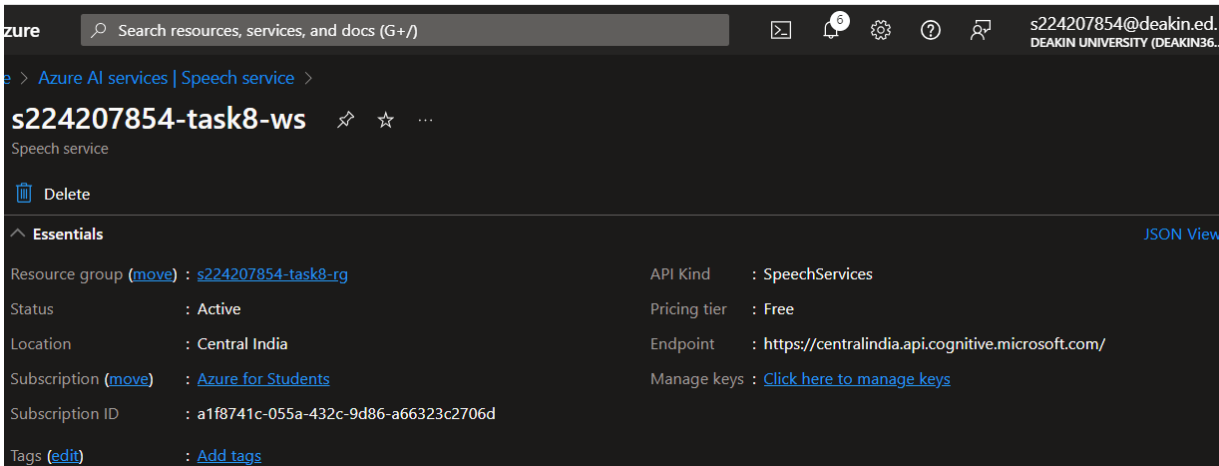 zure Search resources, services, and docs (G+/) 6 s224207854@deakin.ed.
DEAKIN UNIVERSITY (DEAKIN36...
e > Azure AI services | Speech service >
s224207854-task8-ws ...
Speech service
Delete
Essentials JSON View
Resource group (move) : s224207854-task8-rg
Status : Active
Location : Central India
Subscription (move) : Azure for Students
Subscription ID : a1f8741c-055a-432c-9d86-a66323c2706d
Tags (edit) : Add tags
API Kind : SpeechServices
Pricing tier : Free
Endpoint : https://centralindia.api.cognitive.microsoft.com/
Manage keys : Click here to manage keys